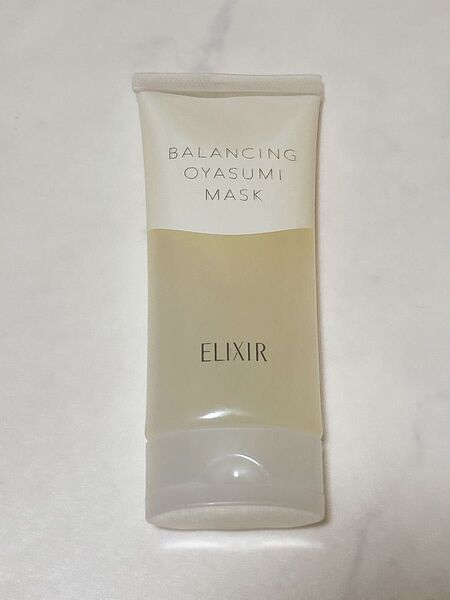 BALANCING
OYASUMI
MASK
ELIXIR